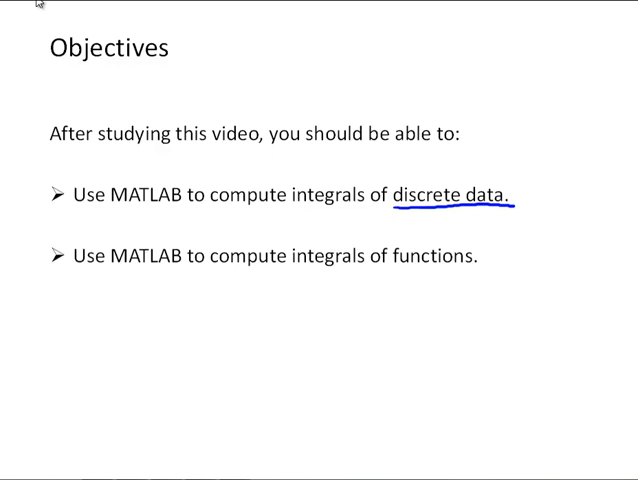 Objectives
After studying this video, you should be able to:
Use MATLAB to compute integrals of discrete data.
Use MATLAB to compute integrals of functions.